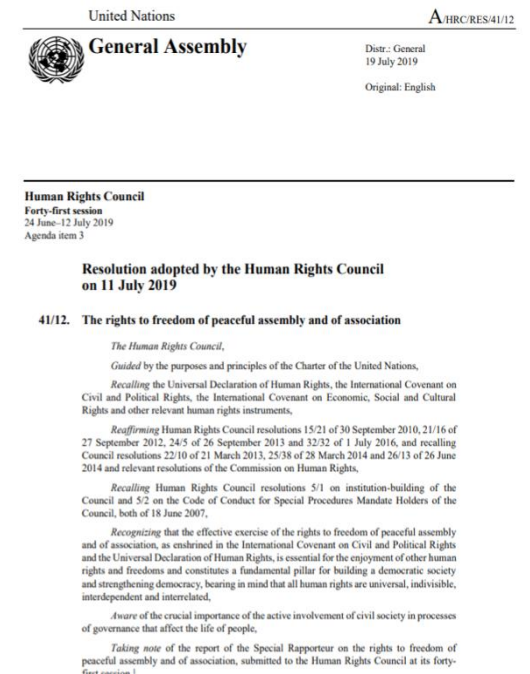 United Nations
A/HRC/RES/41/12
General Assembly
Distr.: General
19 July 2019
Original: English
Human Rights Council
Forty-first session
24 June–12 July 2019
Agenda item 3
Resolution adopted by the Human Rights Council
on 11 July 2019
41/12. The rights to freedom of peaceful assembly and of association
The Human Rights Council,
Guided by the purposes and principles of the Charter of the United Nations,
Recalling the Universal Declaration of Human Rights, the International Covenant on
Civil and Political Rights, the International Covenant on Economic, Social and Cultural
Rights and other relevant human rights instruments,
Reaffirming Human Rights Council resolutions 15/21 of 30 September 2010, 21/16 of
27 September 2012, 24/5 of 26 September 2013 and 32/32 of 1 July 2016, and recalling
Council resolutions 22/10 of 21 March 2013, 25/38 of 28 March 2014 and 26/13 of 26 June
2014 and relevant resolutions of the Commission on Human Rights,
Recalling Human Rights Council resolutions 5/1 on institution-building of the
Council and 5/2 on the Code of Conduct for Special Procedures Mandate Holders of the
Council, both of 18 June 2007,
Recognizing that the effective exercise of the rights to freedom of peaceful assembly
and of association, as enshrined in the International Covenant on Civil and Political Rights
and the Universal Declaration of Human Rights, is essential for the enjoyment of other human
rights and freedoms and constitutes a fundamental pillar for building a democratic society
and strengthening democracy, bearing in mind that all human rights are universal, indivisible,
interdependent and interrelated,
Aware of the crucial importance of the active involvement of civil society in processes
of governance that affect the life of people,
Taking note of the report of the Special Rapporteur on the rights to freedom of
peaceful assembly and of association, submitted to the Human Rights Council at its forty-
first session,1